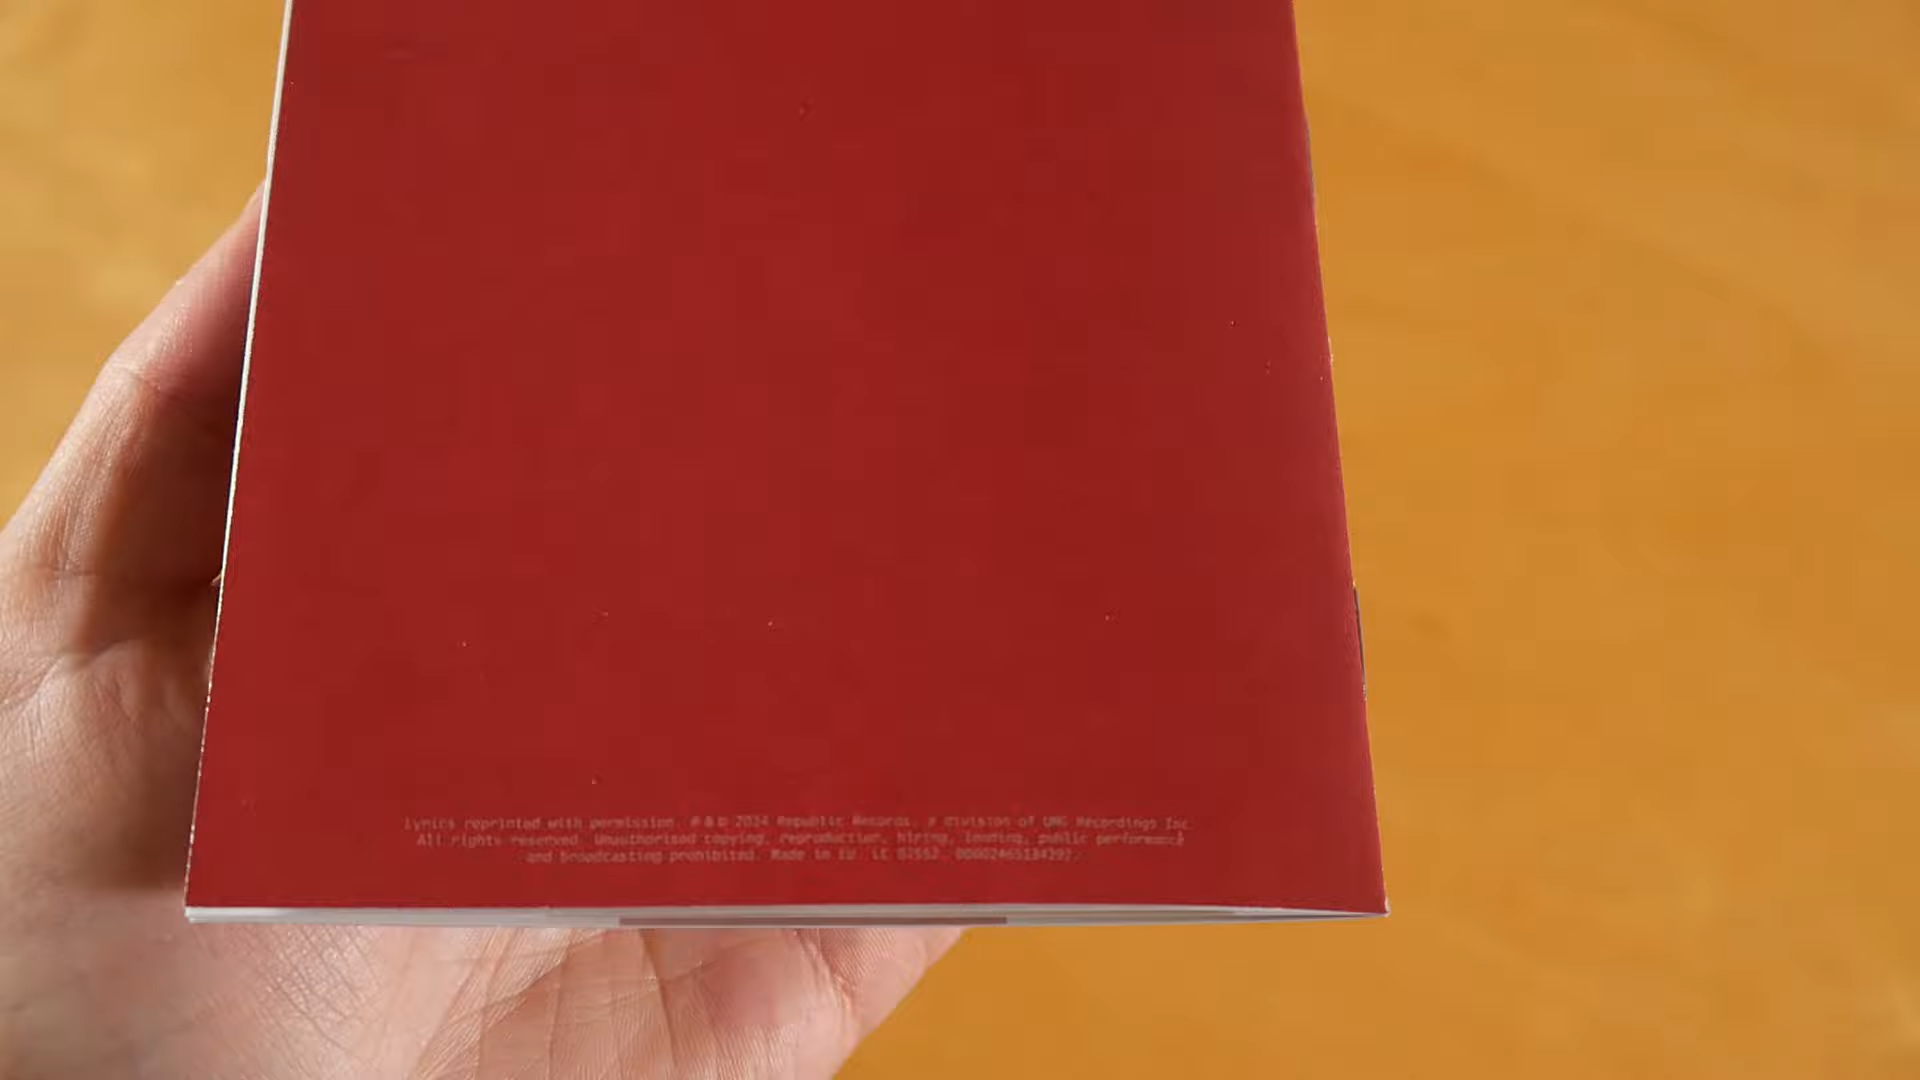 Lyrics reprinted with permission. ℗ & © 2024 Republic Records, a division of UMG Recordings Inc.
All rights reserved. Unauthorised copying, reproduction, hiring, lending, public performance
and broadcasting prohibited. Made in EU. LC